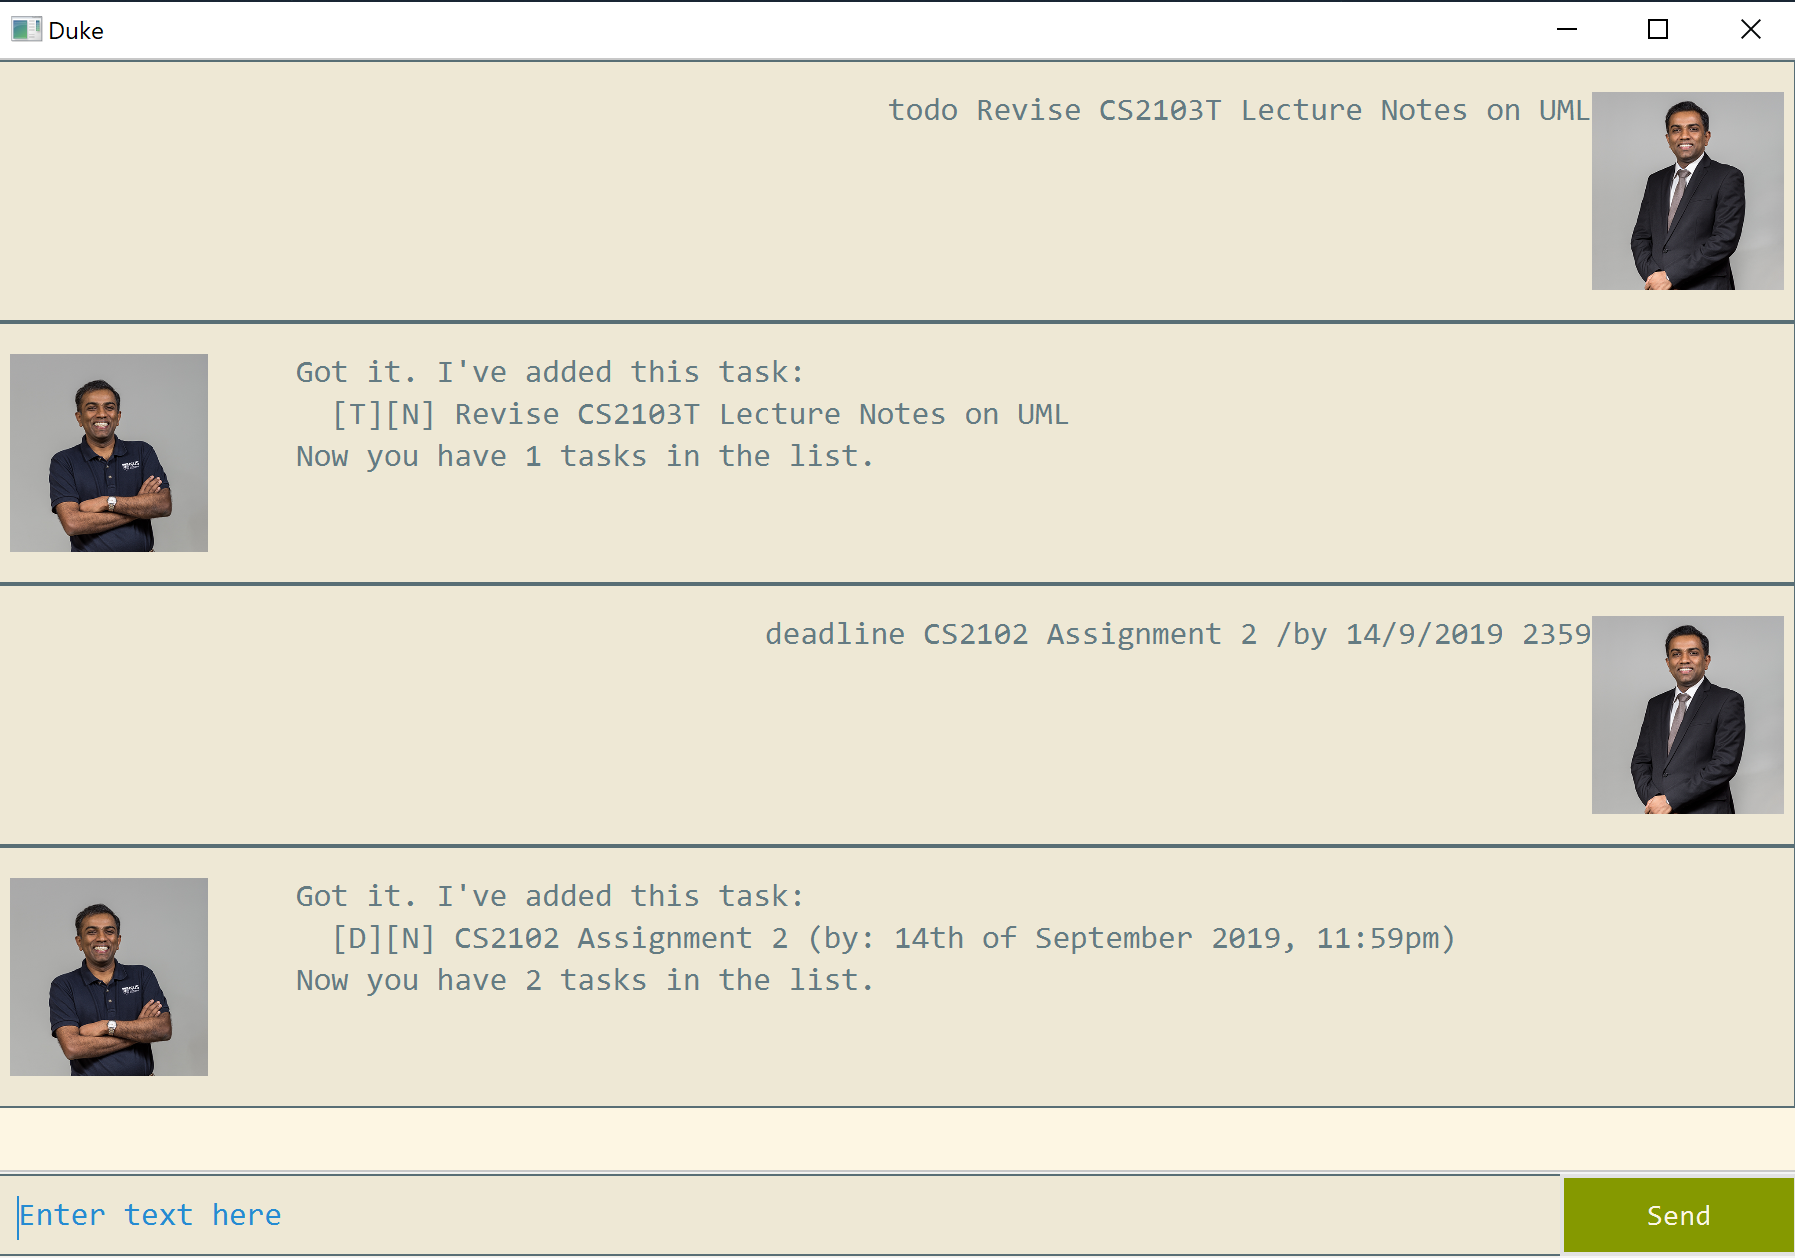 Duke
todo Revise CS2103T Lecture Notes on UML
Got it. I've added this task:
[T][N] Revise CS2103T Lecture Notes on UML
Now you have 1 tasks in the list.
deadline CS2102 Assignment 2 /by 14/9/2019 2359
Got it. I've added this task:
[D][N] CS2102 Assignment 2 (by: 14th of September 2019, 11:59pm)
Now you have 2 tasks in the list.
Enter text here
Send